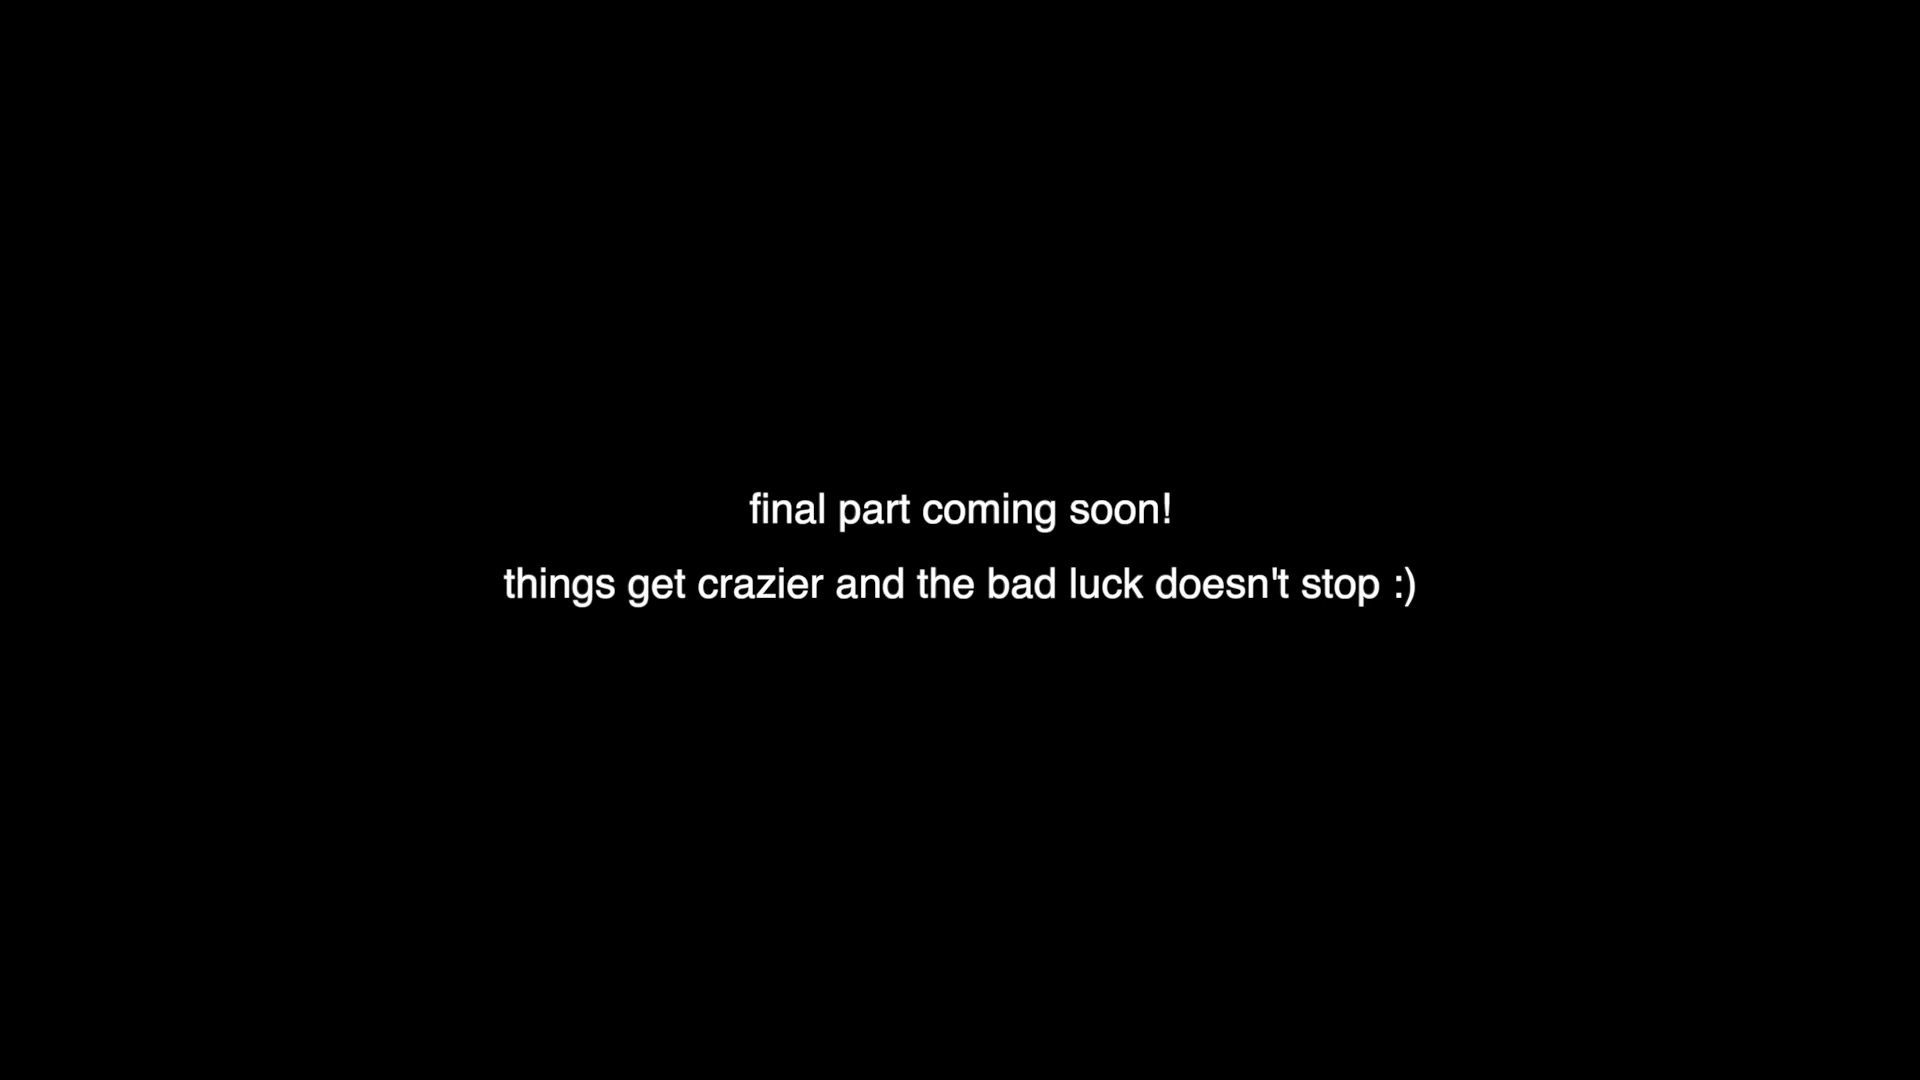 final part coming soon!
things get crazier and the bad luck doesn't stop :)